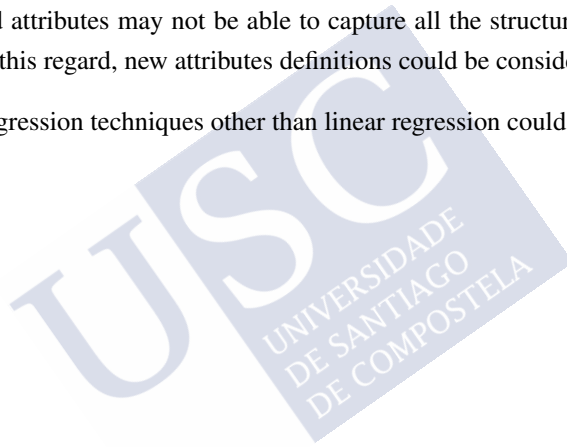 d attributes may not be able to capture all the structur
this regard, new attributes definitions could be conside
gression techniques other than linear regression could
USC
UNIVERSIDADE
DE SANTIAGO
DE COMPOSTELA